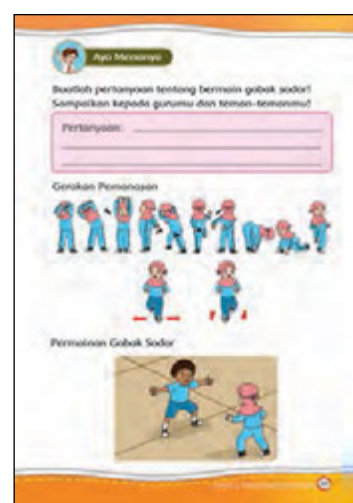 Ayo Menanya
Buatlah pertanyaan tentang bermain gobak sodor!
Sampaikan kepada gurumu dan teman-temanmu!
Pertanyaan:
Gerakan Pemanasan
Permainan Gobak Sodor